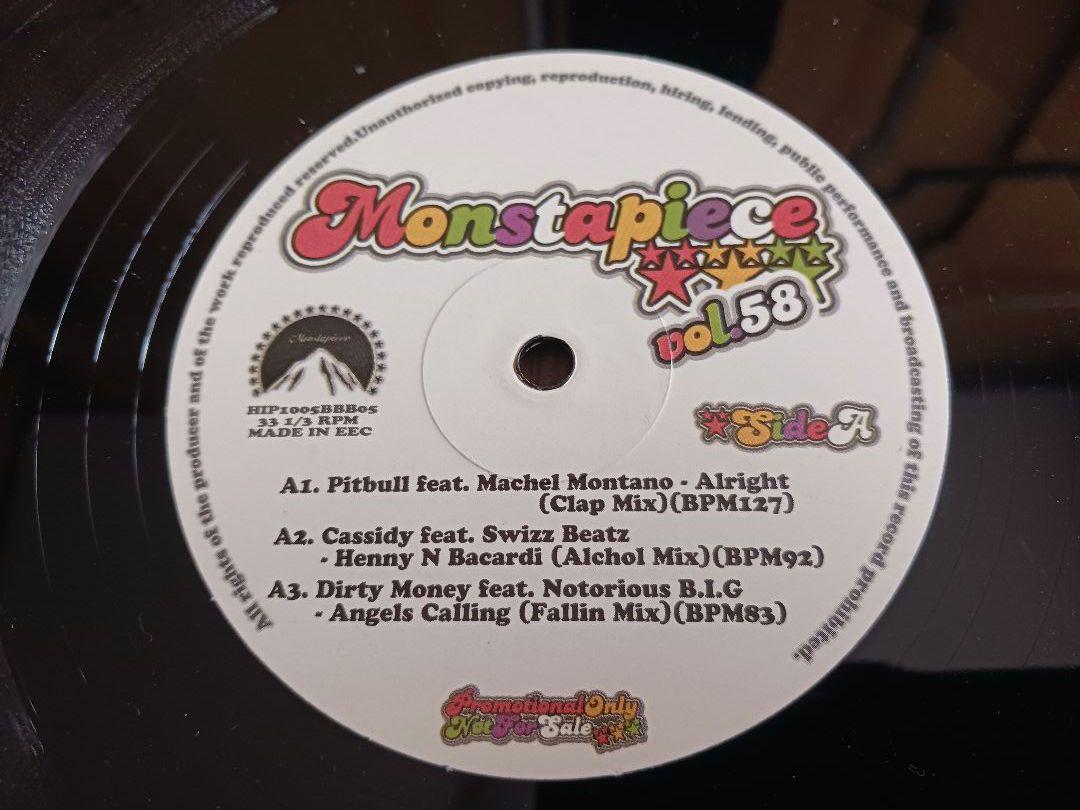 All rights of the producer and of the work reproduced reserved.Unauthorized copying, reproduction, hiring, lending, public performance and broadcasting of this record prohibited.
Monstapiece
vol.58
Monstapiece
HIP1005BBB05
33 1/3 RPM
MADE IN EEC
Side A
A1. Pitbull feat. Machel Montano - Alright
(Clap Mix)(BPM127)
A2. Cassidy feat. Swizz Beatz
- Henny N Bacardi (Alchol Mix)(BPM92)
A3. Dirty Money feat. Notorious B.I.G
- Angels Calling (Fallin Mix)(BPM83)
Promotional Only
Not For Sale